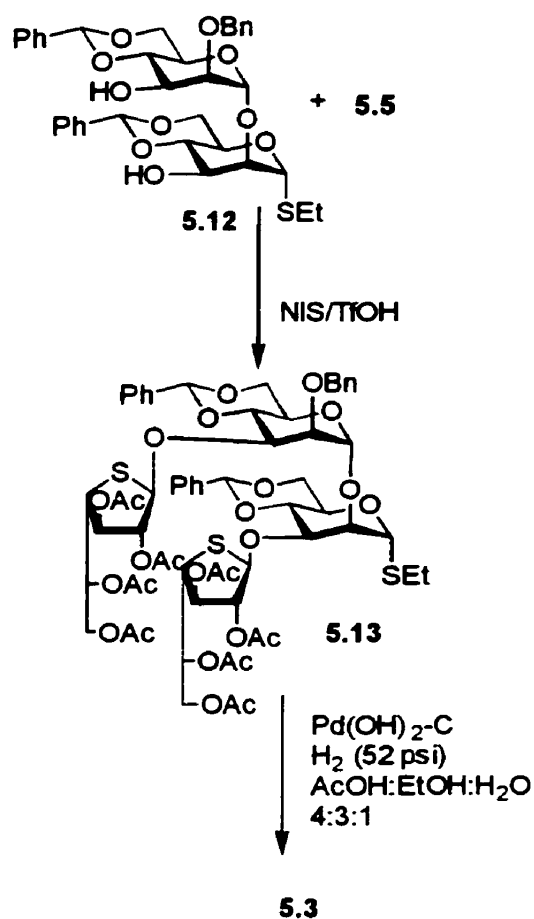 Ph O O OBn
O O
HO
+ 5.5
O
Ph O O
O O
HO
SEt
5.12
NIS/TfOH
Ph O O OBn
O O
O
S
O
OAc
Ph O O
O O
S O
SEt
OAc OAc
OAc
5.13
OAc
OAc
OAc
OAc
OAc
Pd(OH)2-C
H2 (52 psi)
AcOH:EtOH:H2O
4:3:1
5.3